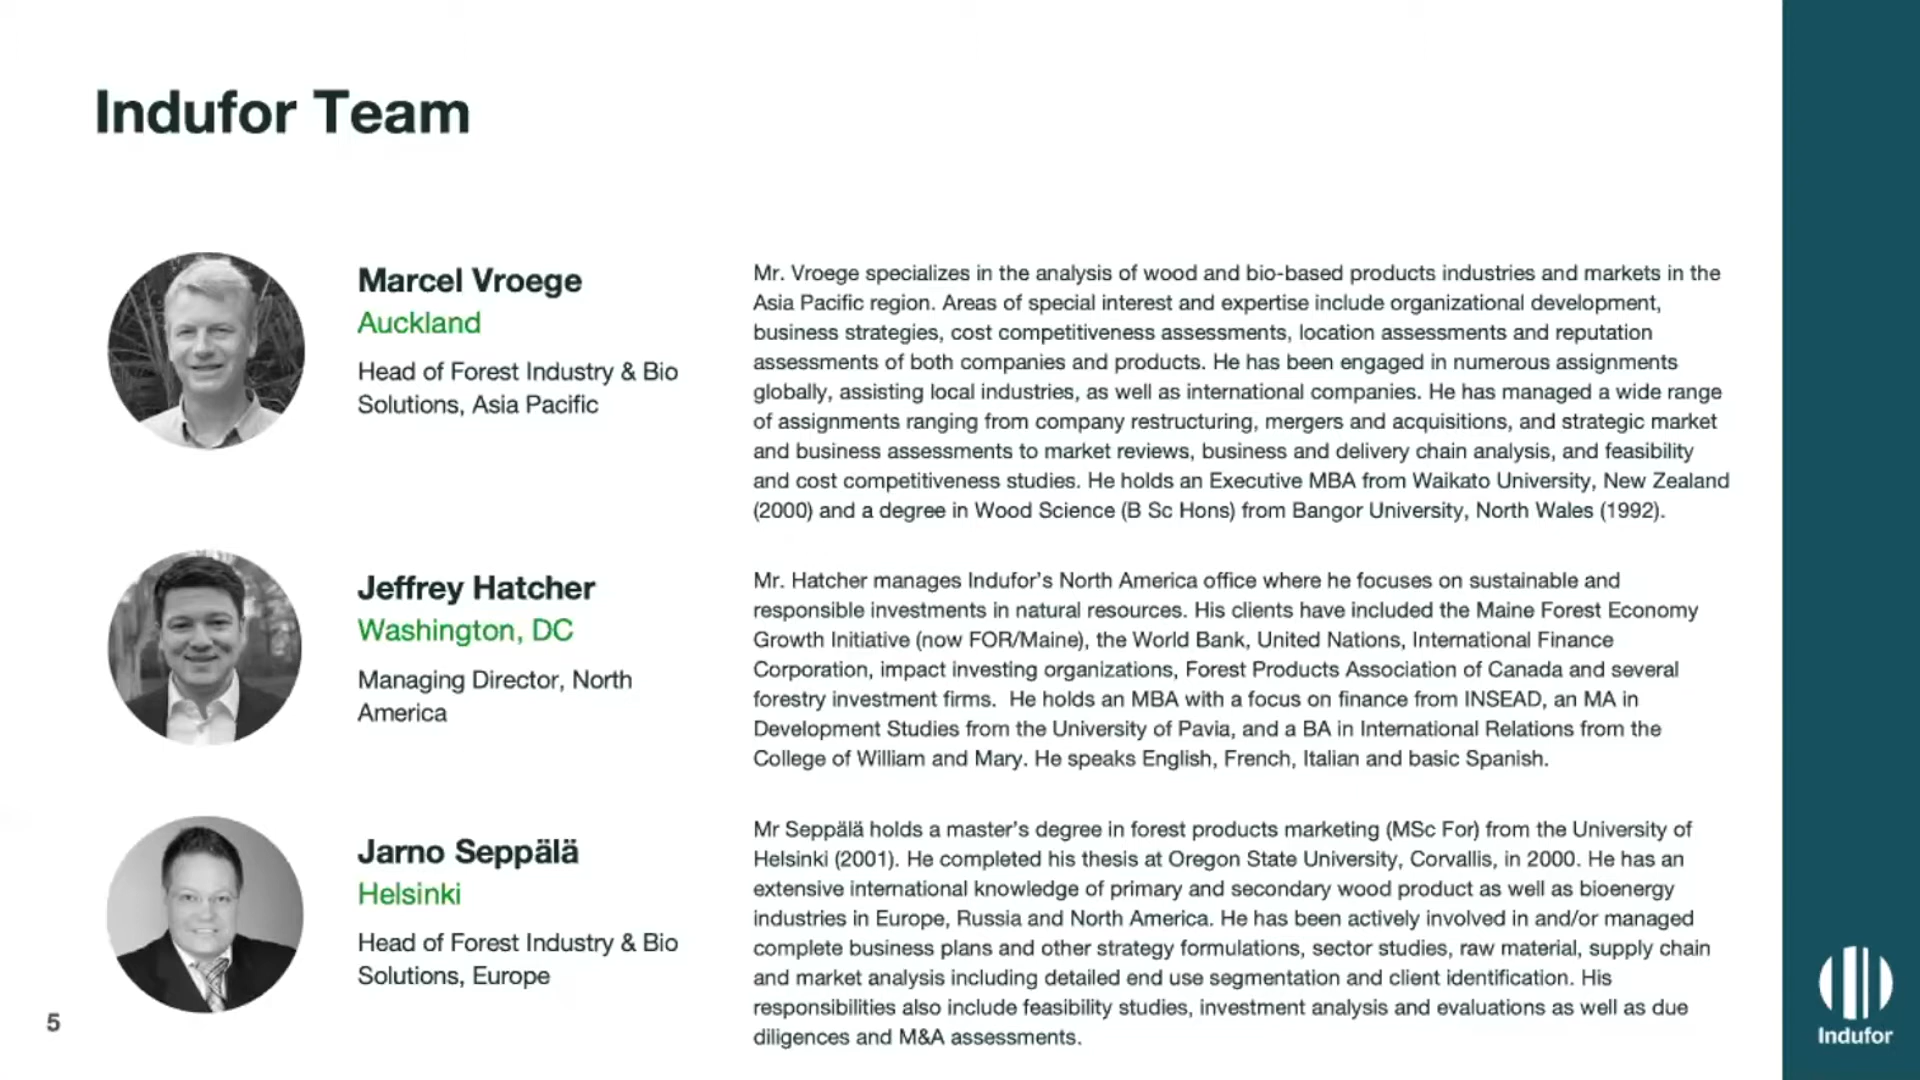 Indufor Team
Marcel Vroege
Auckland
Head of Forest Industry & Bio
Solutions, Asia Pacific
Mr. Vroege specializes in the analysis of wood and bio-based products industries and markets in the
Asia Pacific region. Areas of special interest and expertise include organizational development,
business strategies, cost competitiveness assessments, location assessments and reputation
assessments of both companies and products. He has been engaged in numerous assignments
globally, assisting local industries, as well as international companies. He has managed a wide range
of assignments ranging from company restructuring, mergers and acquisitions, and strategic market
and business assessments to market reviews, business and delivery chain analysis, and feasibility
and cost competitiveness studies. He holds an Executive MBA from Waikato University, New Zealand
(2000) and a degree in Wood Science (B Sc Hons) from Bangor University, North Wales (1992).
Jeffrey Hatcher
Washington, DC
Managing Director, North
America
Mr. Hatcher manages Indufor’s North America office where he focuses on sustainable and
responsible investments in natural resources. His clients have included the Maine Forest Economy
Growth Initiative (now FOR/Maine), the World Bank, United Nations, International Finance
Corporation, impact investing organizations, Forest Products Association of Canada and several
forestry investment firms.  He holds an MBA with a focus on finance from INSEAD, an MA in
Development Studies from the University of Pavia, and a BA in International Relations from the
College of William and Mary. He speaks English, French, Italian and basic Spanish.
Jarno Seppälä
Helsinki
Head of Forest Industry & Bio
Solutions, Europe
Mr Seppälä holds a master’s degree in forest products marketing (MSc For) from the University of
Helsinki (2001). He completed his thesis at Oregon State University, Corvallis, in 2000. He has an
extensive international knowledge of primary and secondary wood product as well as bioenergy
industries in Europe, Russia and North America. He has been actively involved in and/or managed
complete business plans and other strategy formulations, sector studies, raw material, supply chain
and market analysis including detailed end use segmentation and client identification. His
responsibilities also include feasibility studies, investment analysis and evaluations as well as due
diligences and M&A assessments.
5
Indufor